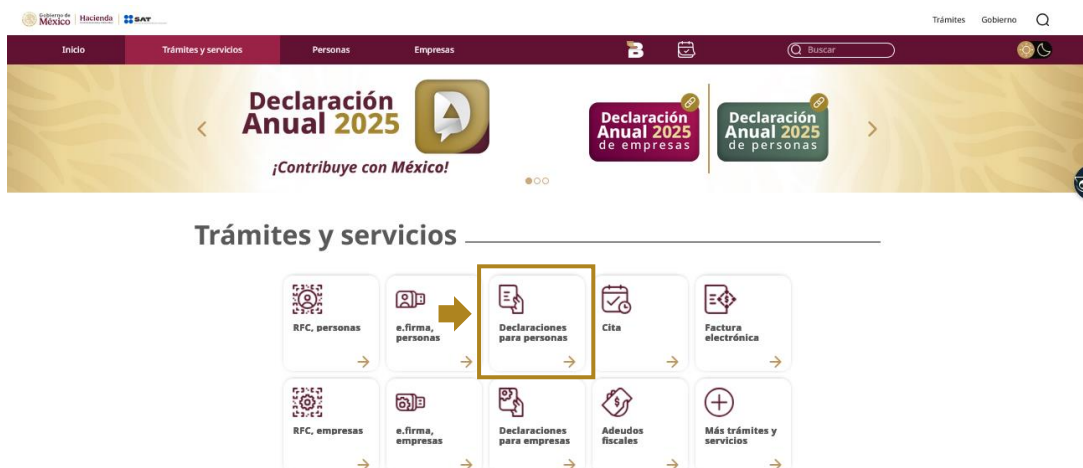 Gobierno de México Hacienda SAT Trámites Gobierno
Inicio Trámites y servicios Personas Empresas Buscar
Declaración
Anual 2025
¡Contribuye con México!
Declaración
Anual 2025
de empresas
Declaración
Anual 2025
de personas
Trámites y servicios
RFC, personas
e.firma,
personas
Declaraciones
para personas
Cita
Factura
electrónica
RFC, empresas
e.firma,
empresas
Declaraciones
para empresas
Adeudos
fiscales
Más trámites y
servicios